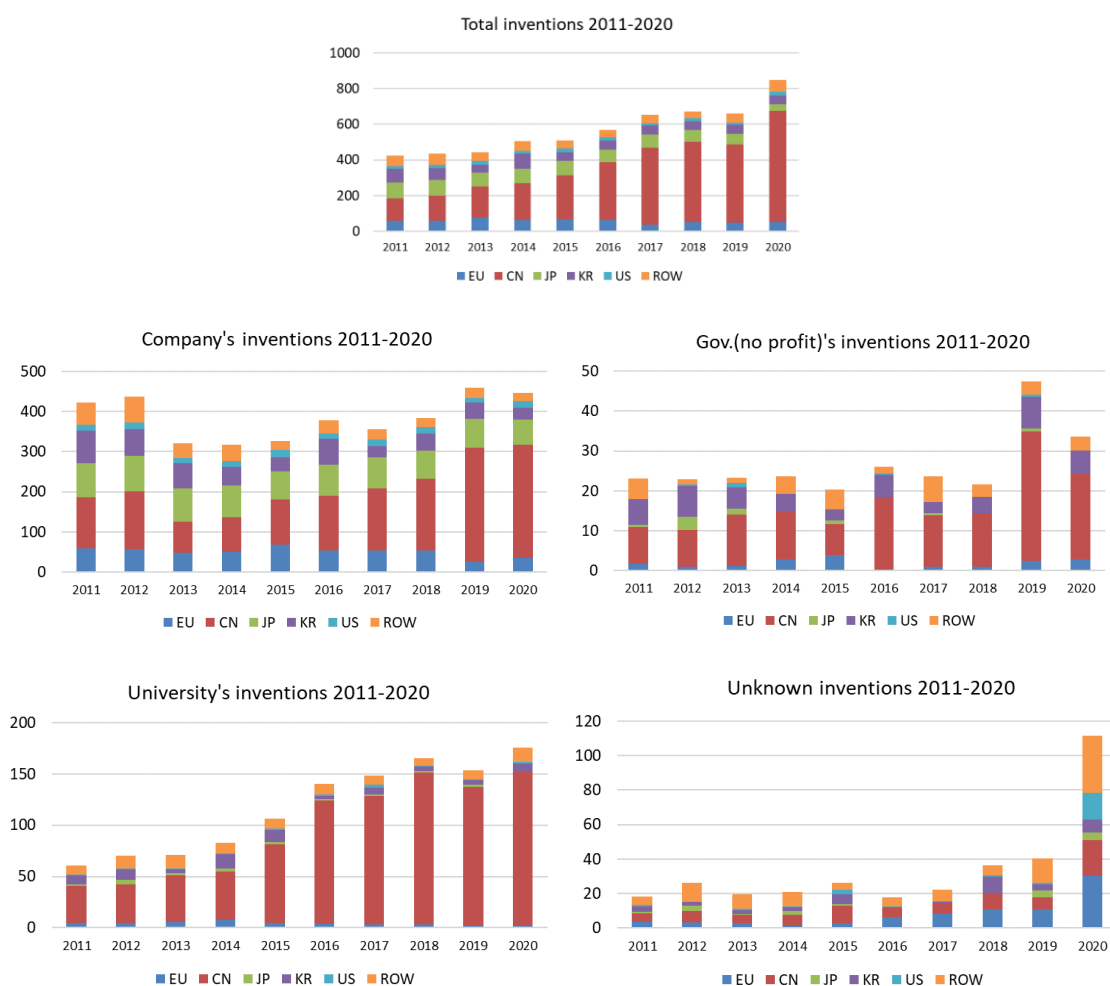 Total inventions 2011-2020
1000
800
600
400
200
0
2011 2012 2013 2014 2015 2016 2017 2018 2019 2020
EU CN JP KR US ROW
Company's inventions 2011-2020
500
400
300
200
100
0
2011 2012 2013 2014 2015 2016 2017 2018 2019 2020
EU CN JP KR US ROW
Gov.(no profit)'s inventions 2011-2020
50
40
30
20
10
0
2011 2012 2013 2014 2015 2016 2017 2018 2019 2020
EU CN JP KR US ROW
University's inventions 2011-2020
200
150
100
50
0
2011 2012 2013 2014 2015 2016 2017 2018 2019 2020
EU CN JP KR US ROW
Unknown inventions 2011-2020
120
100
80
60
40
20
0
2011 2012 2013 2014 2015 2016 2017 2018 2019 2020
EU CN JP KR US ROW